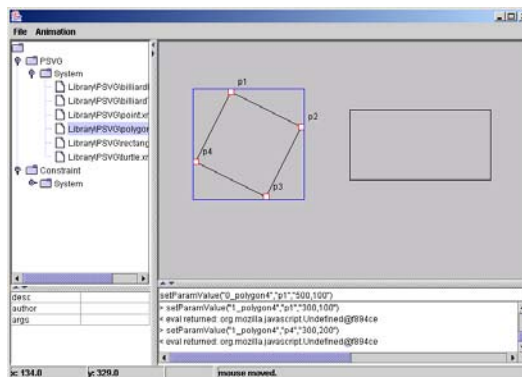 File Animation
PSVG
System
Library\PSVG\billiard
Library\PSVG\billiard
Library\PSVG\point.xr
Library\PSVG\polygon
Library\PSVG\rectang
Library\PSVG\turtle.xr
Constraint
System
p1
p2
p4
p3
desc
author
args
setParamValue("0_polygon4","p1","500,100")
> setParamValue("1_polygon4","p1","300,100")
< eval returned: org.mozilla.javascript.Undefined@f894ce
> setParamValue("1_polygon4","p4","300,200")
< eval returned: org.mozilla.javascript.Undefined@f894ce
x: 134.0 y: 329.0 mouse moved.